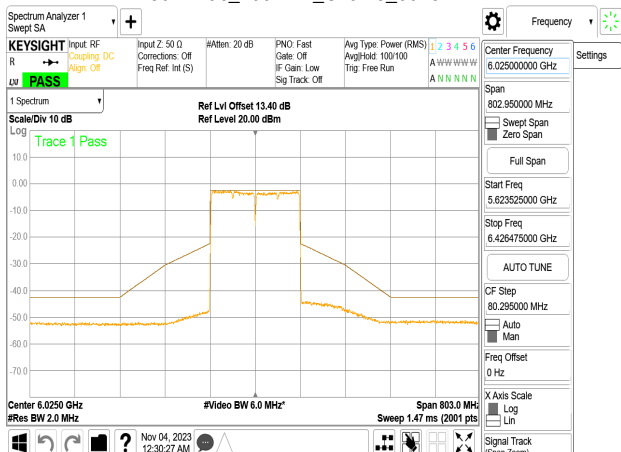 Spectrum Analyzer 1
Swept SA
Frequency
KEYSIGHT
R
LXI
PASS
Input: RF
Coupling: DC
Align: Off
Input Z: 50 Ω
Corrections: Off
Freq Ref: Int (S)
#Atten: 20 dB
PNO: Fast
Gate: Off
IF Gain: Low
Sig Track: Off
Avg Type: Power (RMS)
Avg|Hold: 100/100
Trig: Free Run
1 2 3 4 5 6
A W W W W W
A N N N N N
1 Spectrum
Scale/Div 10 dB
Ref Lvl Offset 13.40 dB
Ref Level 20.00 dBm
Log
Trace 1 Pass
10.0
0.00
-10.0
-20.0
-30.0
-40.0
-50.0
-60.0
-70.0
Center 6.0250 GHz
#Res BW 2.0 MHz
#Video BW 6.0 MHz*
Span 803.0 MHz
Sweep 1.47 ms (2001 pts
Center Frequency
6.025000000 GHz
Settings
Span
802.950000 MHz
Swept Span
Zero Span
Full Span
Start Freq
5.623525000 GHz
Stop Freq
6.426475000 GHz
AUTO TUNE
CF Step
80.295000 MHz
Auto
Man
Freq Offset
0 Hz
X Axis Scale
Log
Lin
Signal Track
Nov 04, 2023
12:30:27 AM
?